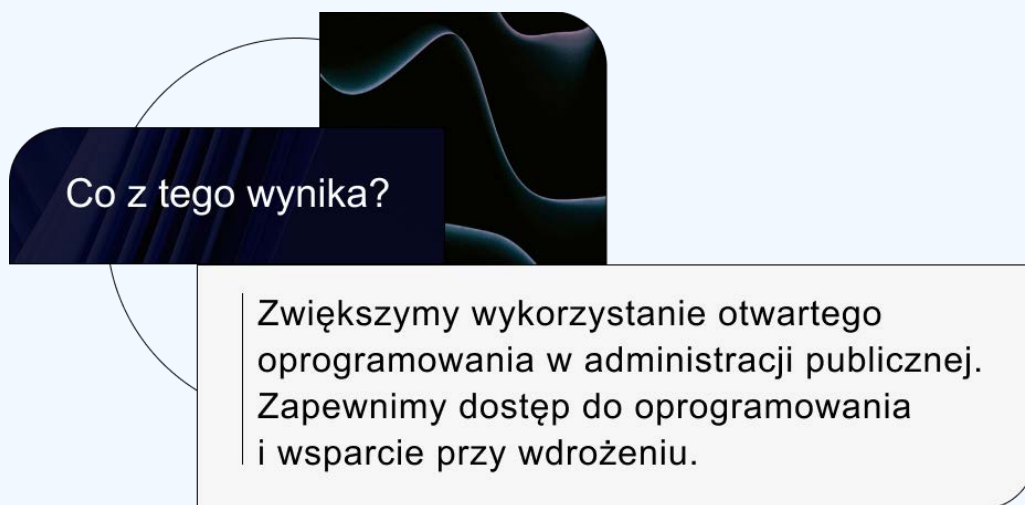 Co z tego wynika?
Zwiększymy wykorzystanie otwartego
oprogramowania w administracji publicznej.
Zapewnimy dostęp do oprogramowania
i wsparcie przy wdrożeniu.